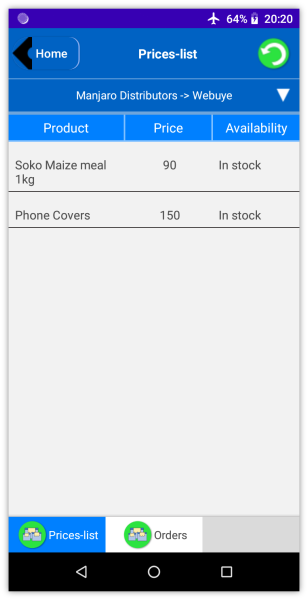 64% 20:20
Home Prices-list
Manjaro Distributors -> Webuye
Product Price Availability
Soko Maize meal 90 In stock
1kg
Phone Covers 150 In stock
Prices-list Orders